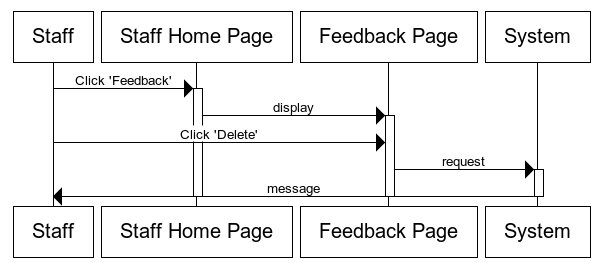 Staff Staff Home Page Feedback Page System
Click 'Feedback'
display
Click 'Delete'
request
message
Staff Staff Home Page Feedback Page System